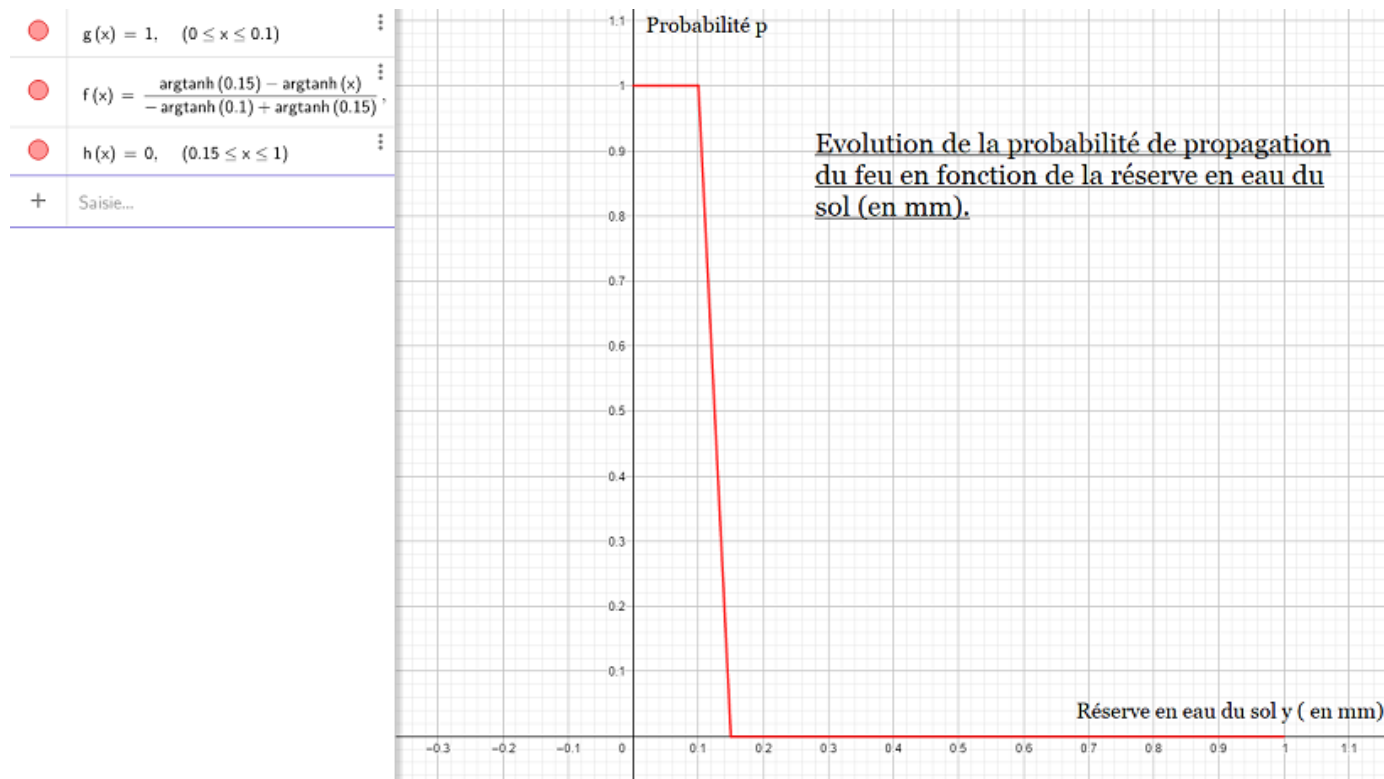 g(x) = 1, (0 ≤ x ≤ 0.1)
f(x) = (argtanh(0.15) − argtanh(x)) / (− argtanh(0.1) + argtanh(0.15)) ,
h(x) = 0, (0.15 ≤ x ≤ 1)
+ Saisie...
Probabilité p
Evolution de la probabilité de propagation
du feu en fonction de la réserve en eau du
sol (en mm).
1.1
1
0.9
0.8
0.7
0.6
0.5
0.4
0.3
0.2
0.1
Réserve en eau du sol y ( en mm)
−0.3 −0.2 −0.1 0 0.1 0.2 0.3 0.4 0.5 0.6 0.7 0.8 0.9 1 1.1